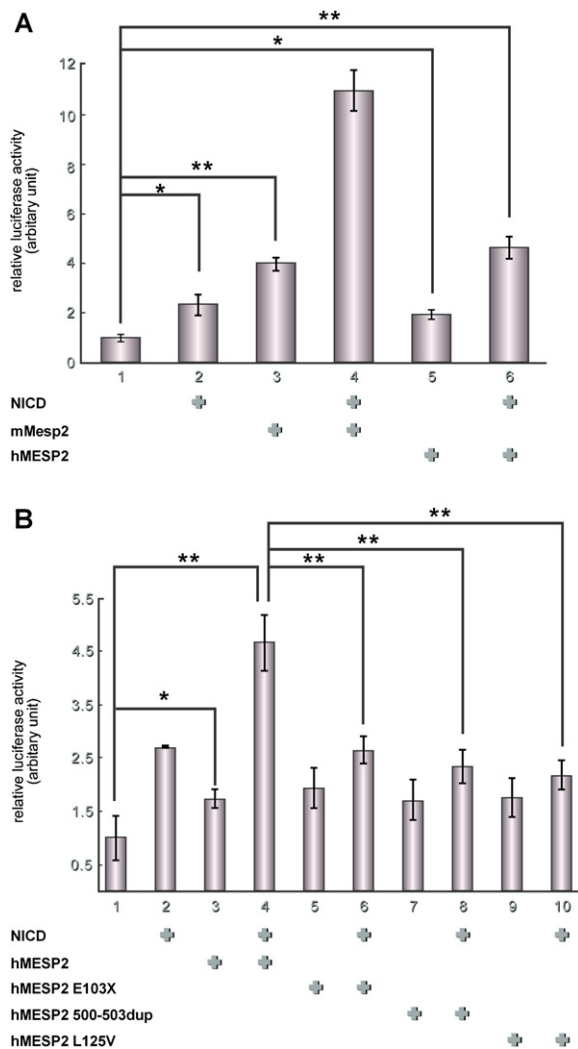 A
**
*
**
*
relative luciferase activity
(arbitary unit)
12
10
8
6
4
2
0
1 2 3 4 5 6
NICD
mMesp2
hMESP2
B
**
**
**
**
*
relative luciferase activity
(arbitary unit)
5.5
4.5
3.5
2.5
1.5
0.5
1 2 3 4 5 6 7 8 9 10
NICD
hMESP2
hMESP2 E103X
hMESP2 500-503dup
hMESP2 L125V